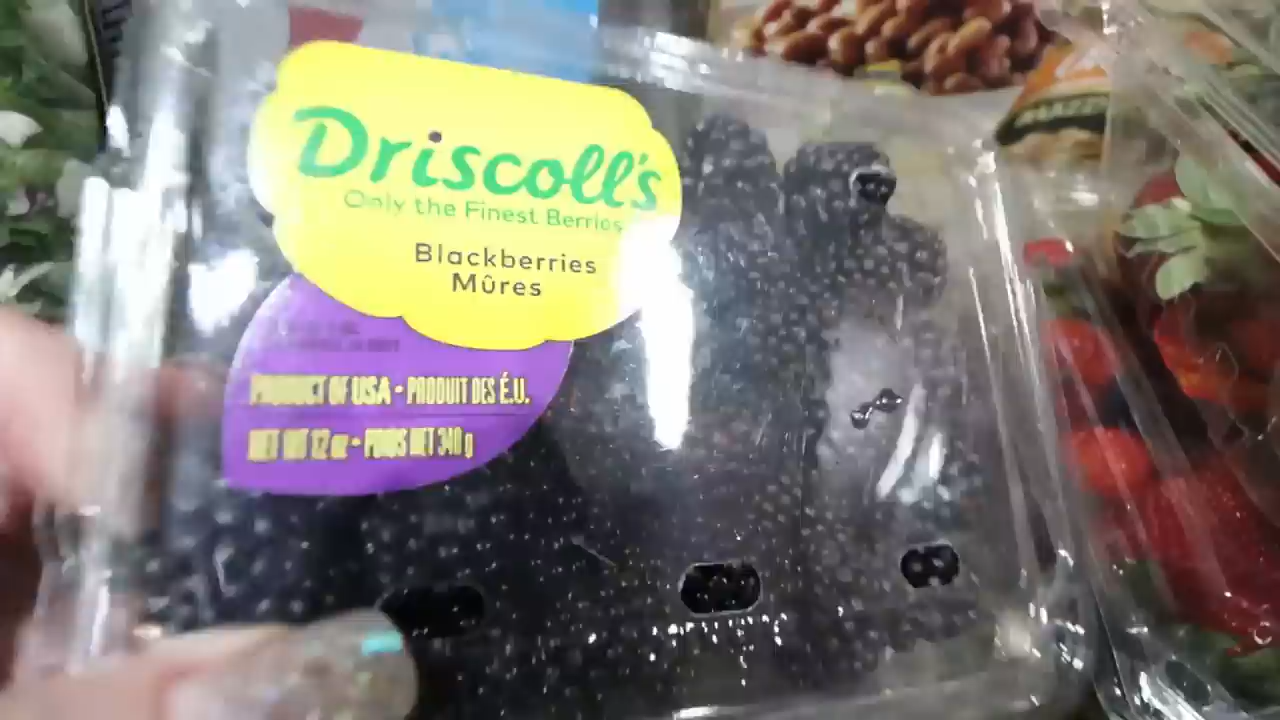 Driscoll's
Only the Finest Berries
Blackberries
Mûres
PRODUCT OF USA • PRODUIT DES É.U.
NET WT 12 oz • POIDS NET 340 g